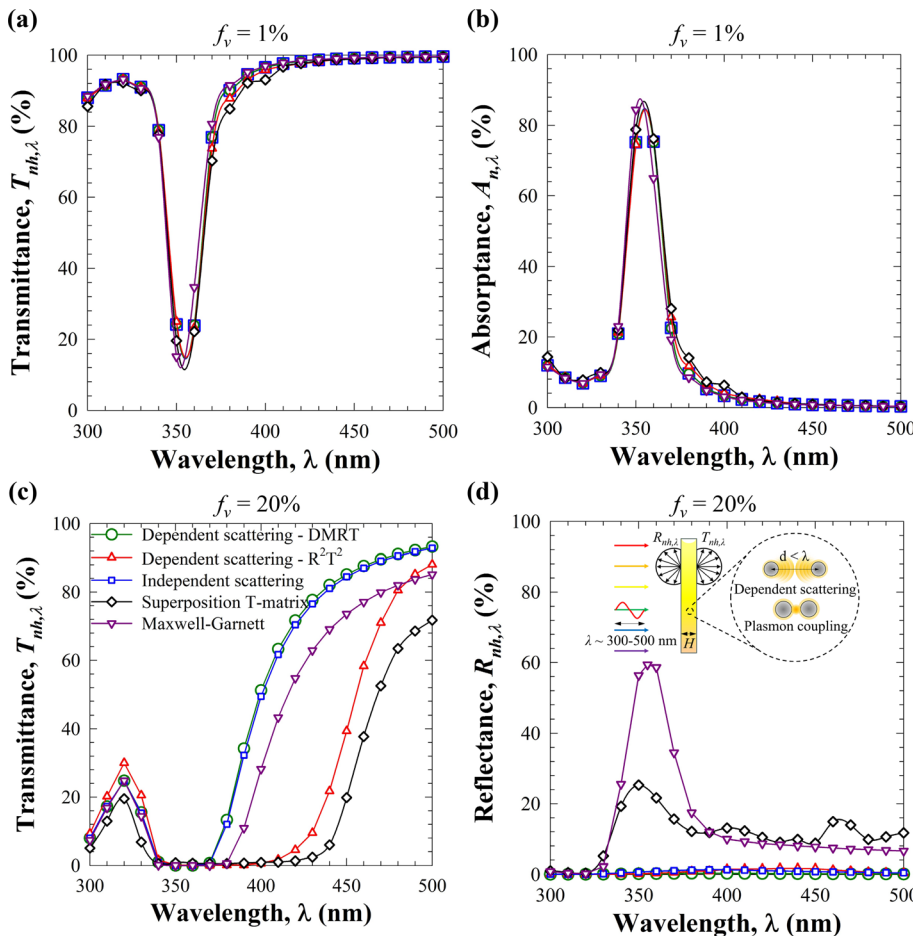 (a)
f_v = 1%
Transmittance, T_nh,λ (%)
100
80
60
40
20
0
300
350
400
450
500
Wavelength, λ (nm)
(b)
f_v = 1%
Absorptance, A_n,λ (%)
100
80
60
40
20
0
300
350
400
450
500
Wavelength, λ (nm)
(c)
f_v = 20%
Transmittance, T_nh,λ (%)
100
80
60
40
20
0
Dependent scattering - DMRT
Dependent scattering - R²T²
Independent scattering
Superposition T-matrix
Maxwell-Garnett
300
350
400
450
500
Wavelength, λ (nm)
(d)
f_v = 20%
Reflectance, R_nh,λ (%)
100
80
60
40
20
0
R_nh,λ
T_nh,λ
d < λ
Dependent scattering
Plasmon coupling
λ ~ 300-500 nm
H
300
350
400
450
500
Wavelength, λ (nm)